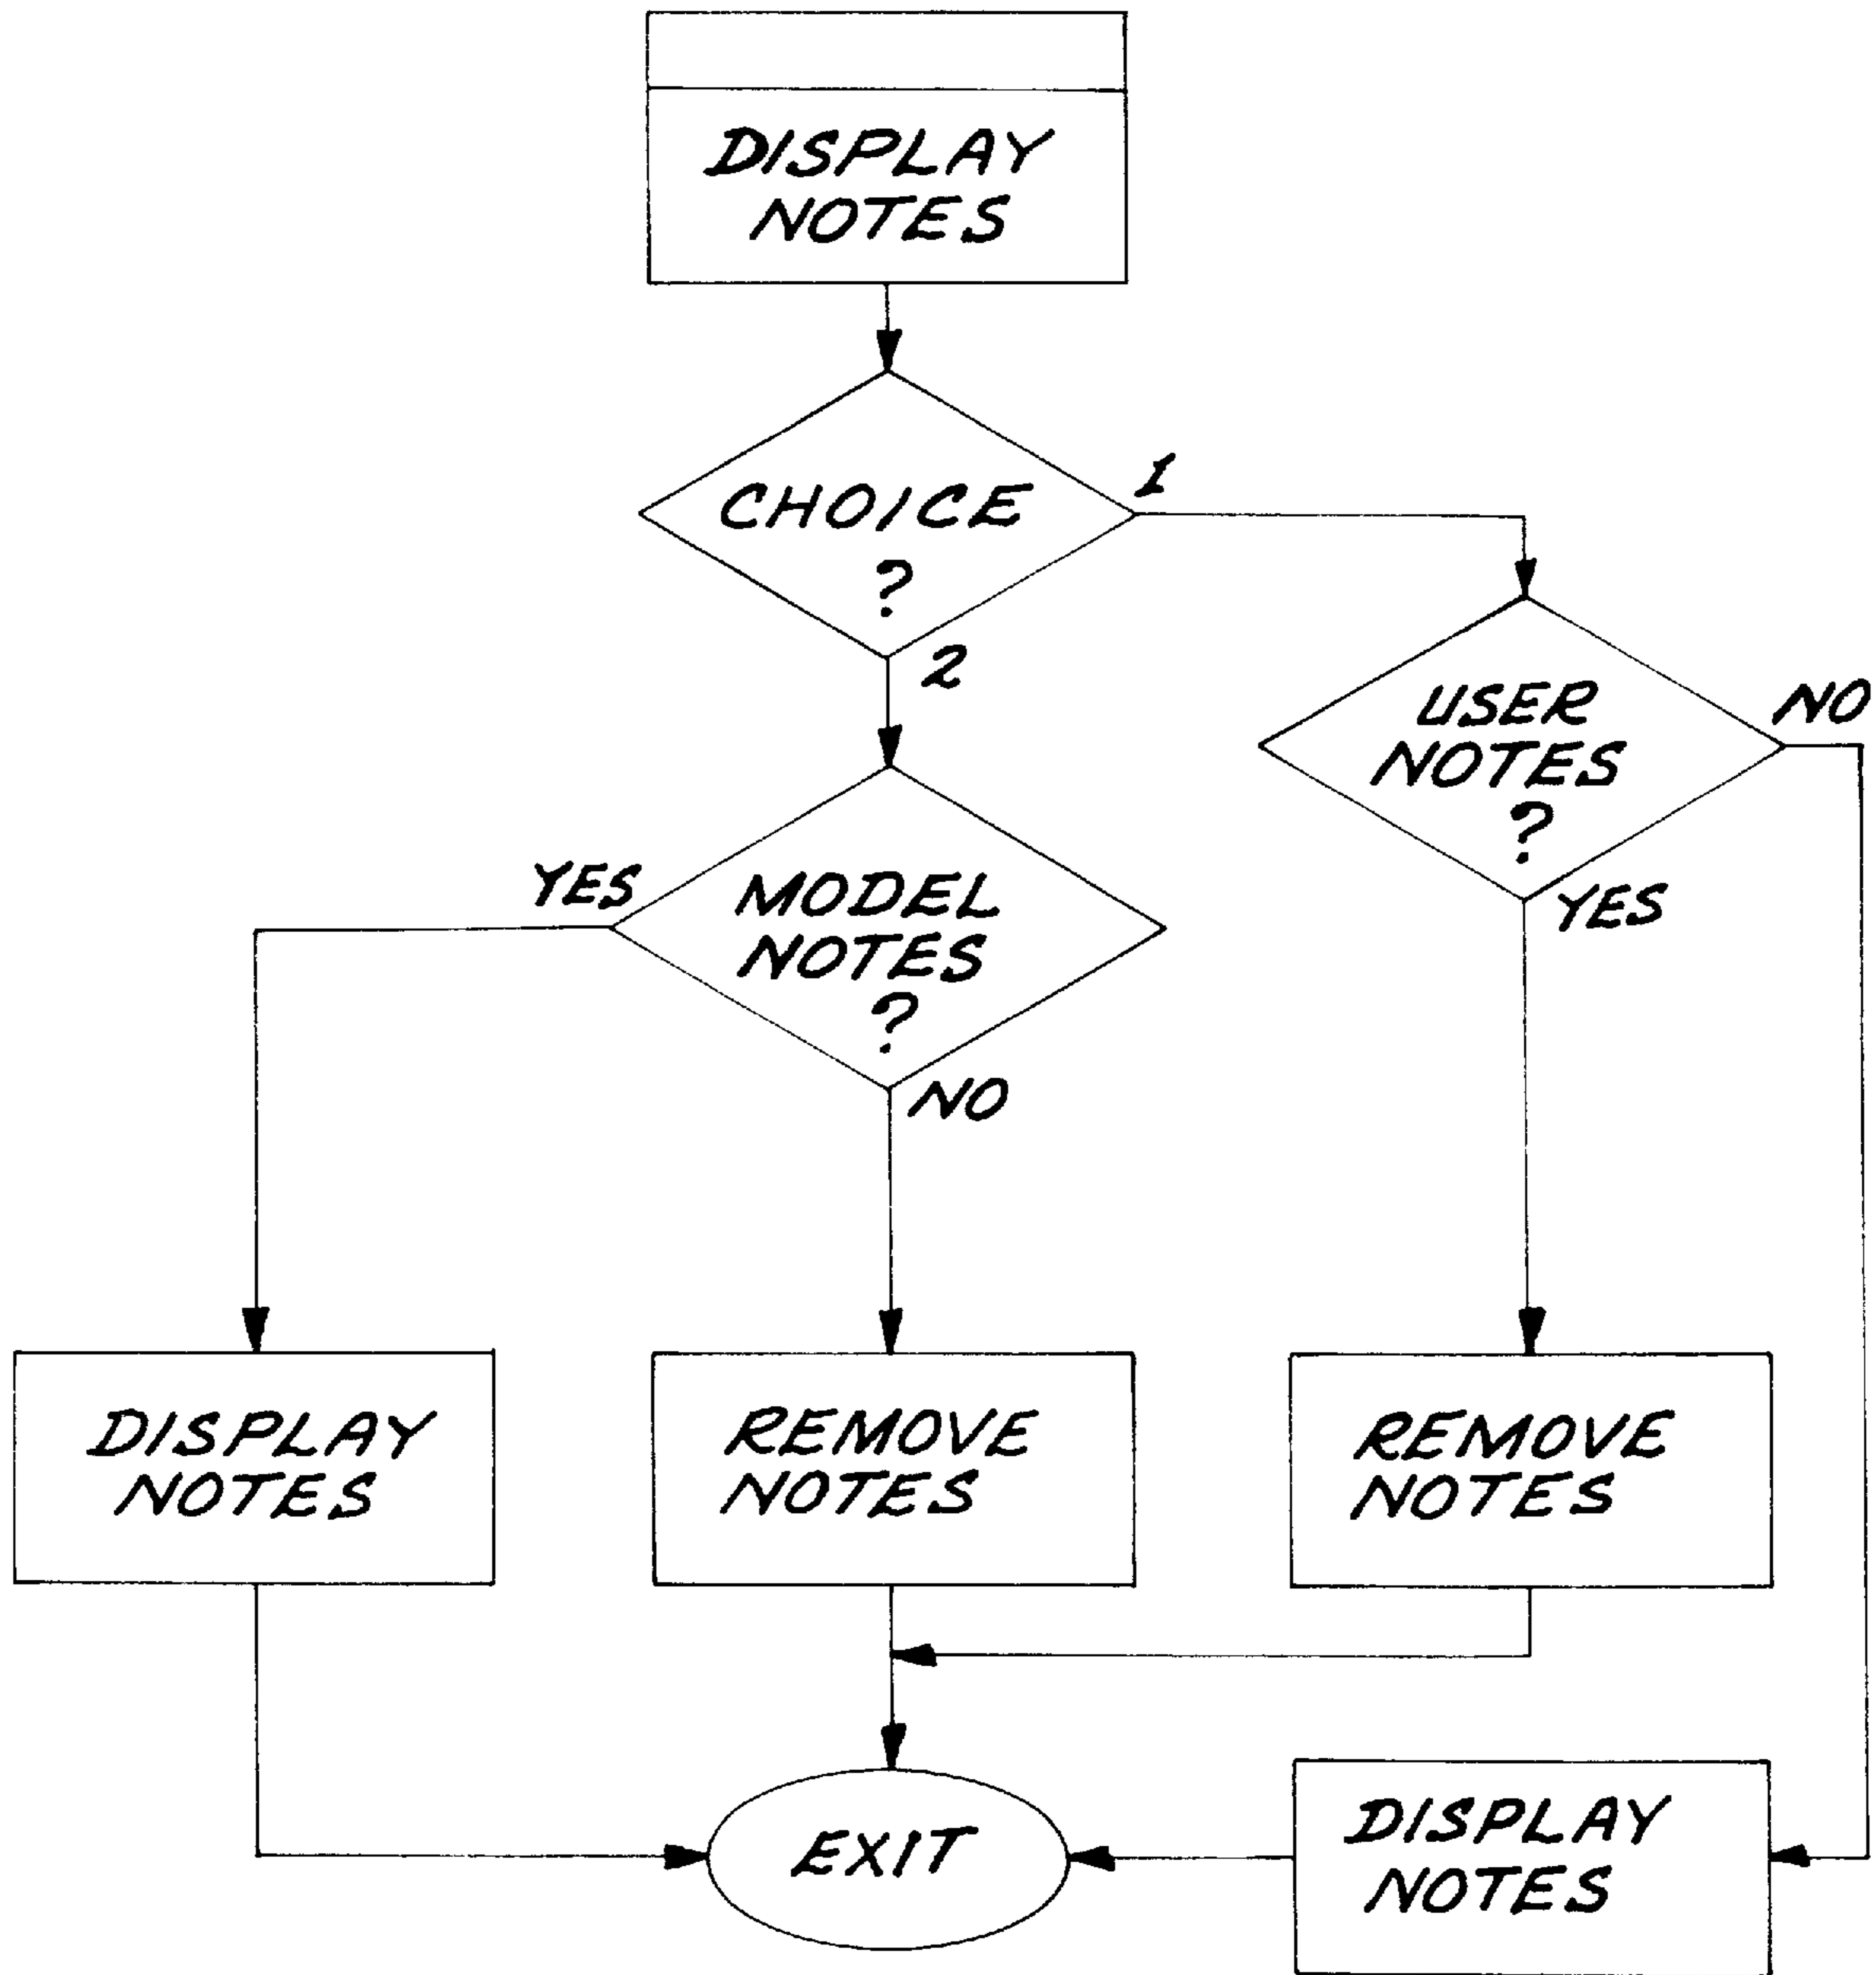 DISPLAY
NOTES
CHOICE
?
1
2
USER
NOTES
?
NO
YES
MODEL
NOTES
?
YES
NO
DISPLAY
NOTES
REMOVE
NOTES
REMOVE
NOTES
EXIT
DISPLAY
NOTES